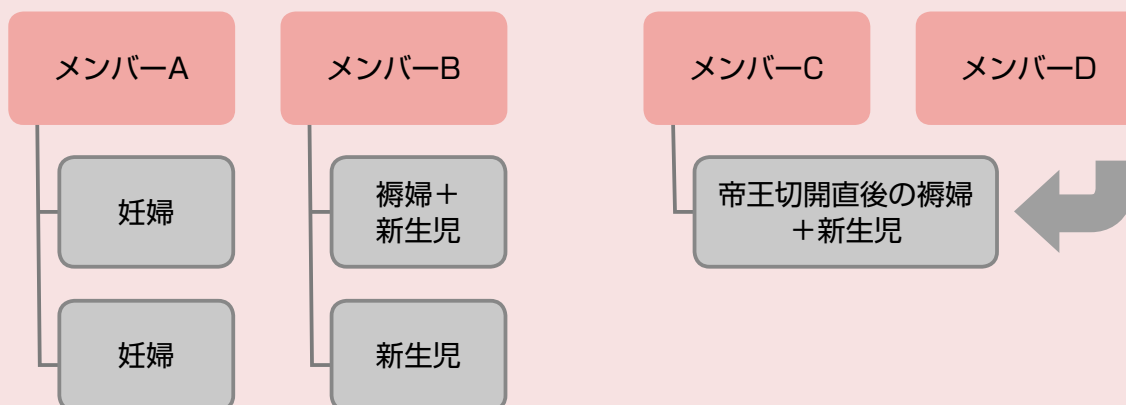 メンバーA
メンバーB
メンバーC
メンバーD
妊婦
褥婦＋
新生児
帝王切開直後の褥婦
＋新生児
妊婦
新生児